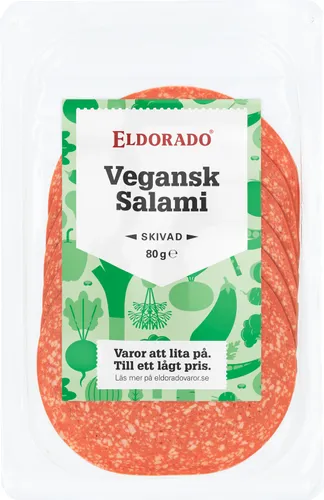 ELDORADO®
Vegansk
Salami
SKIVAD
80 g ℮
Varor att lita på.
Till ett lågt pris.
Läs mer på eldoradovaror.se